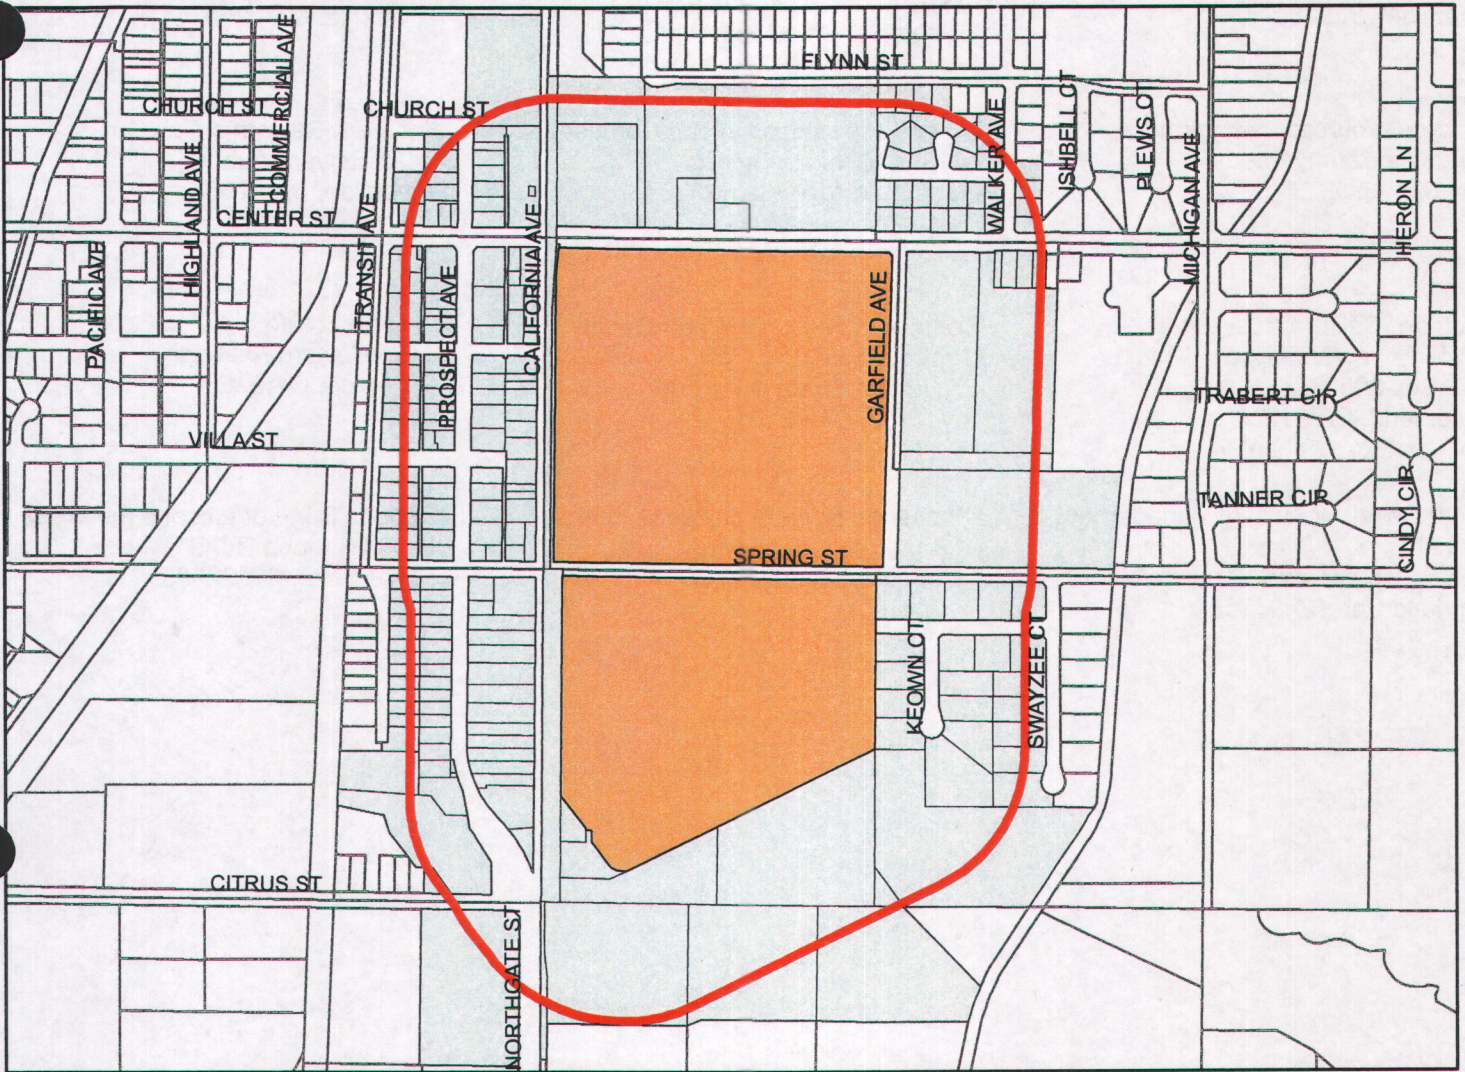 FLYNN ST
COMMERCIAL AVE
CHURCH ST
CHURCH ST
ISHBELL CT
PLEWS CT
WALKER AVE
MICHIGAN AVE
HIGHLAND AVE
CENTER ST
TRANSIT AVE
HERON LN
PACIFIC AVE
PROSPECT AVE
CALIFORNIA AVE
GARFIELD AVE
TRABERT CIR
VILLA ST
TANNER CIR
CINDY CIR
SPRING ST
KEOWN CT
SWAYZEE CT
CITRUS ST
NORTHGATE ST